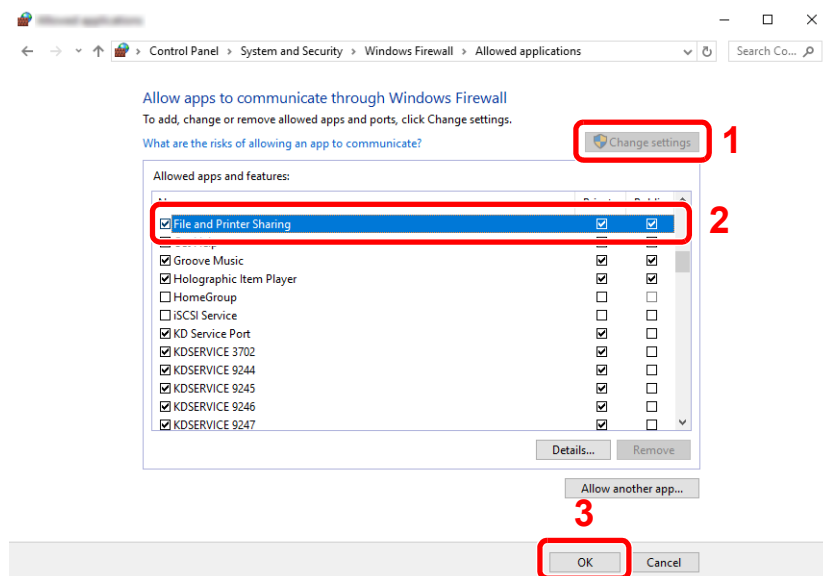 Control Panel > System and Security > Windows Firewall > Allowed applications
Search Co...
Allow apps to communicate through Windows Firewall
To add, change or remove allowed apps and ports, click Change settings.
What are the risks of allowing an app to communicate?
Change settings
1
Allowed apps and features:
File and Printer Sharing
2
Groove Music
Holographic Item Player
HomeGroup
iSCSI Service
KD Service Port
KDSERVICE 3702
KDSERVICE 9244
KDSERVICE 9245
KDSERVICE 9246
KDSERVICE 9247
Details...
Remove
Allow another app...
3
OK
Cancel